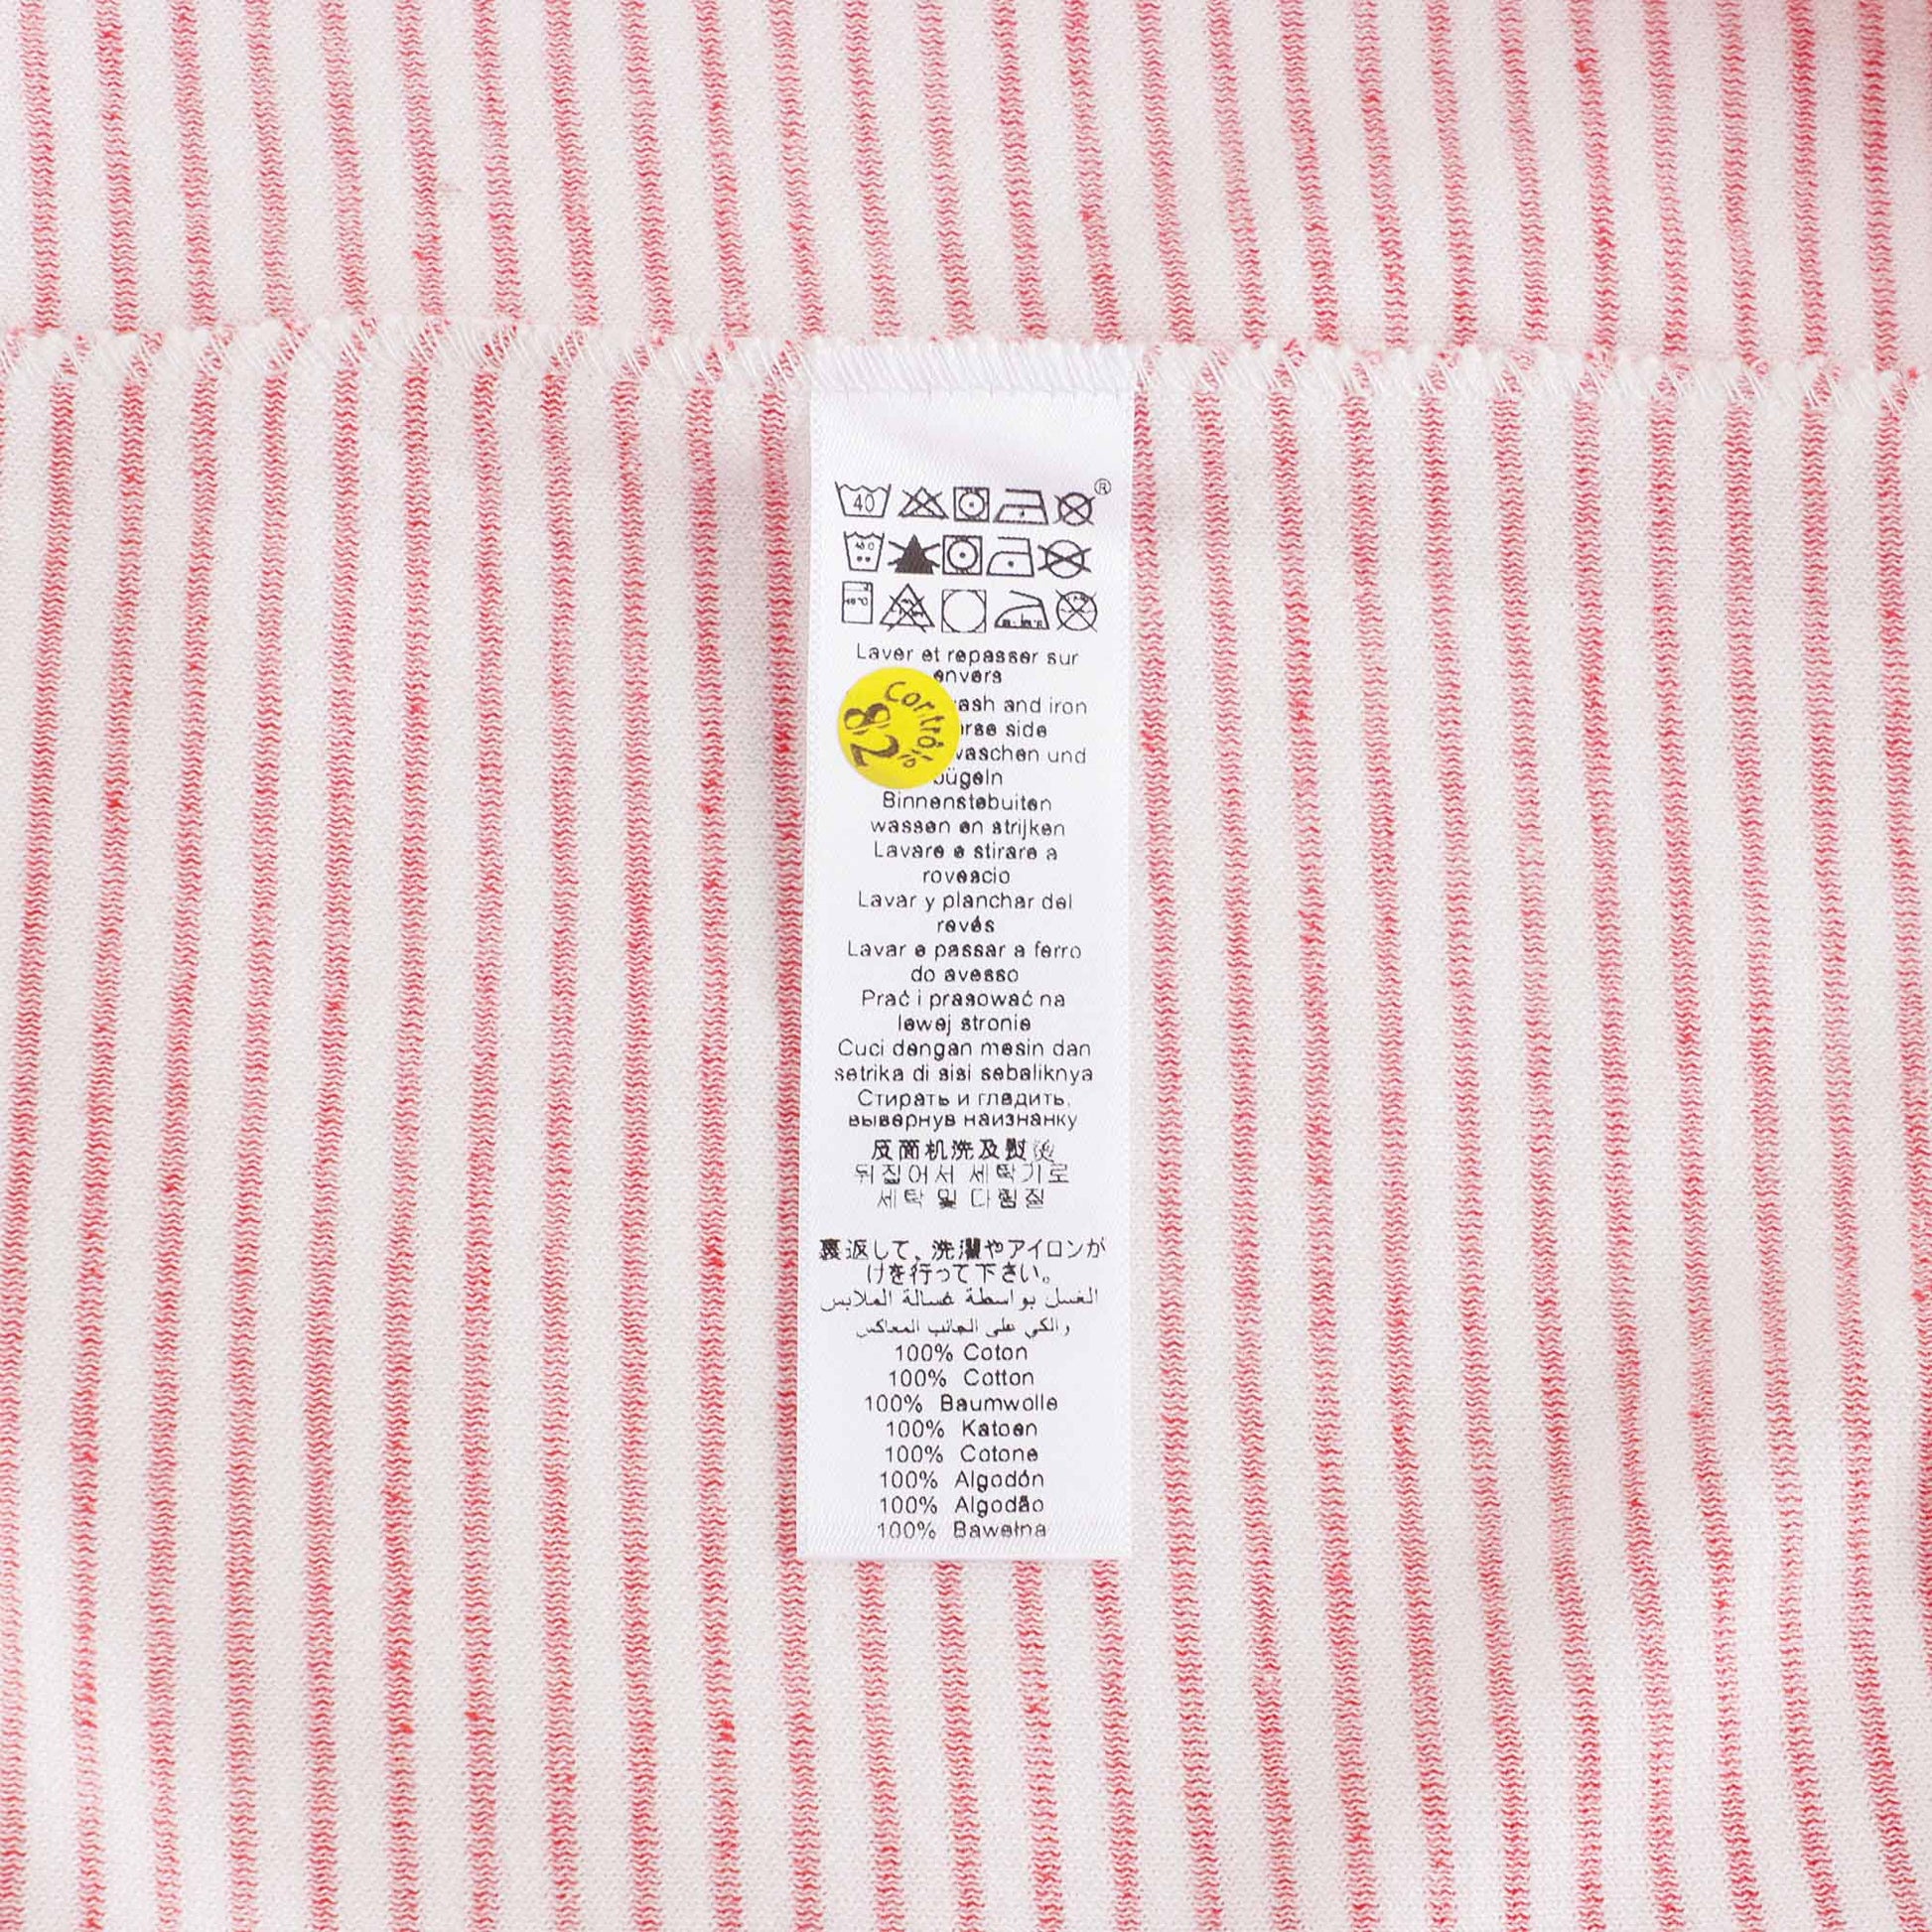 40
®
40
40°C
Laver et repasser sur
envers
and iron
side
und
Binnenstebuiten
wassen en strijken
Lavare e stirare a
rovescio
Lavar y planchar del
revés
Lavar e passar a ferro
do avesso
Prać i prasować na
lewej stronie
Cuci dengan mesin dan
setrika di sisi sebaliknya
Стирать и гладить,
вывернув наизнанку
反面机洗及熨烫
뒤집어서 세탁기로
세탁 및 다림질
裏返して、洗濯やアイロンが
けを行って下さい。
الغسل بواسطة غسالة الملابس
والكي على الجانب المعاكس
100% Coton
100% Cotton
100% Baumwolle
100% Katoen
100% Cotone
100% Algodón
100% Algodão
100% Bawełna